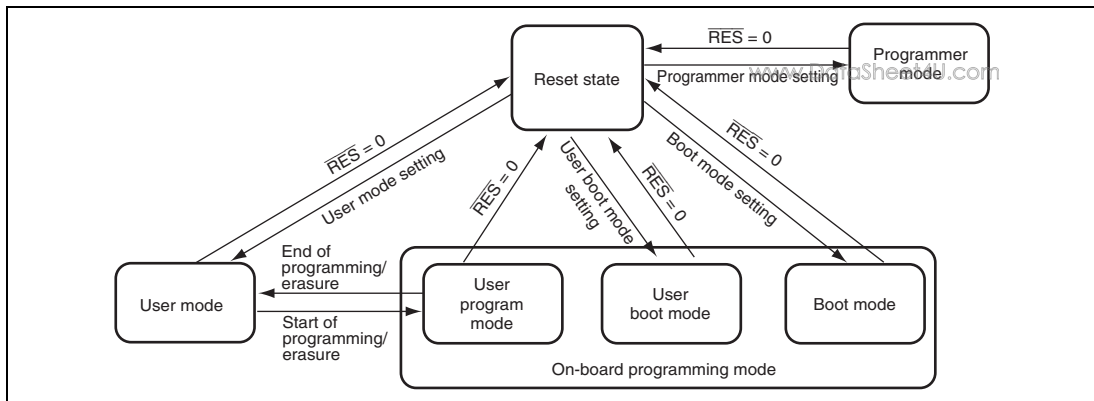 RES = 0
Programmer
mode
Reset state
www.DataSheet4U.com
Programmer mode setting
RES = 0
User mode setting
RES = 0
User boot mode
setting
RES = 0
Boot mode setting
RES = 0
End of
programming/
erasure
User mode
User
program
mode
User
boot mode
Boot mode
Start of
programming/
erasure
On-board programming mode